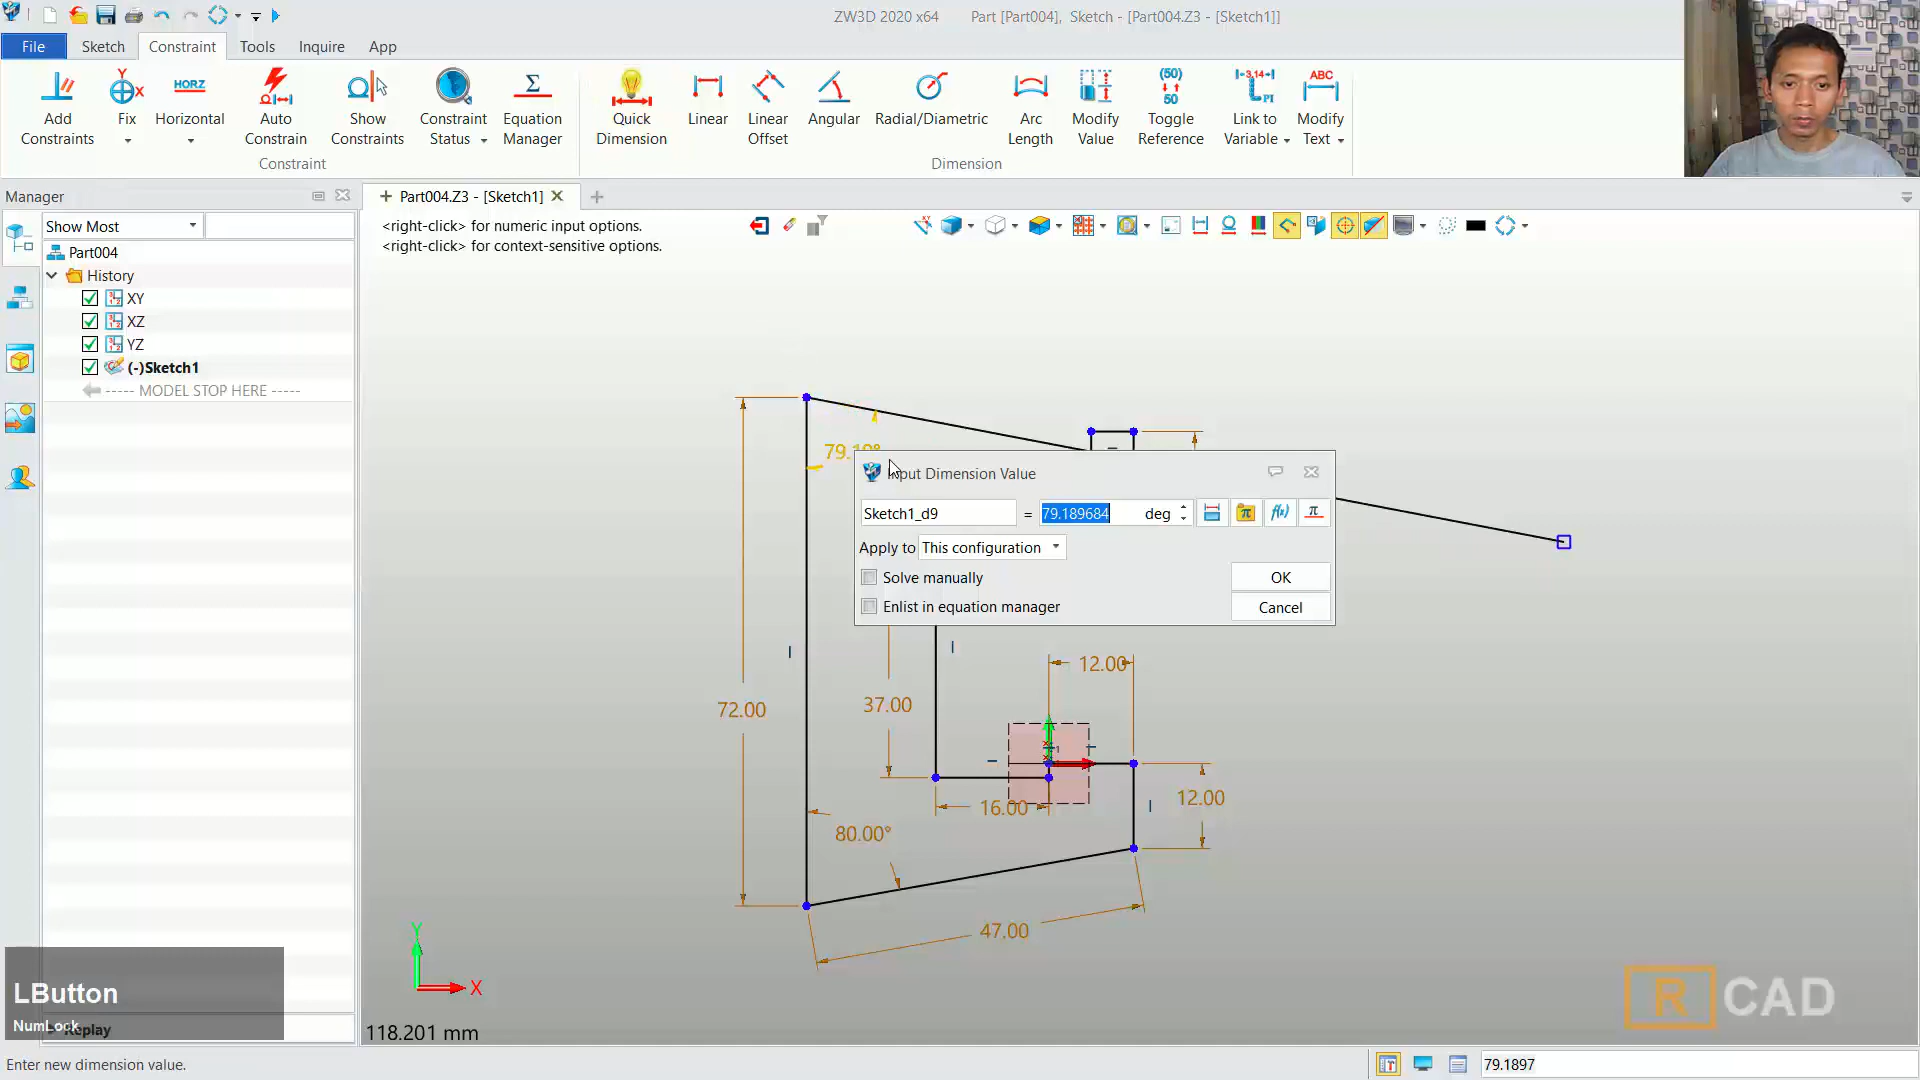 ZW3D 2020 x64 Part [Part004], Sketch - [Part004.Z3 - [Sketch1]]
File Sketch Constraint Tools Inquire App
Add Constraints
Fix
Horizontal
Auto Constrain
Show Constraints
Constraint Status
Equation Manager
Quick Dimension
Linear
Linear Offset
Angular
Radial/Diametric
Arc Length
Modify Value
Toggle Reference
Link to Variable
Modify Text
Constraint
Dimension
Manager
Part004.Z3 - [Sketch1]
Show Most
<right-click> for numeric input options.
<right-click> for context-sensitive options.
Part004
History
XY
XZ
YZ
(-)Sketch1
----- MODEL STOP HERE -----
Input Dimension Value
Sketch1_d9 = 79.189684 deg
Apply to This configuration
Solve manually
OK
Enlist in equation manager
Cancel
12.00
72.00
37.00
16.00
12.00
80.00°
47.00
Y
X
LButton
NumLock
Replay
118.201 mm
R CAD
Enter new dimension value.
79.1897